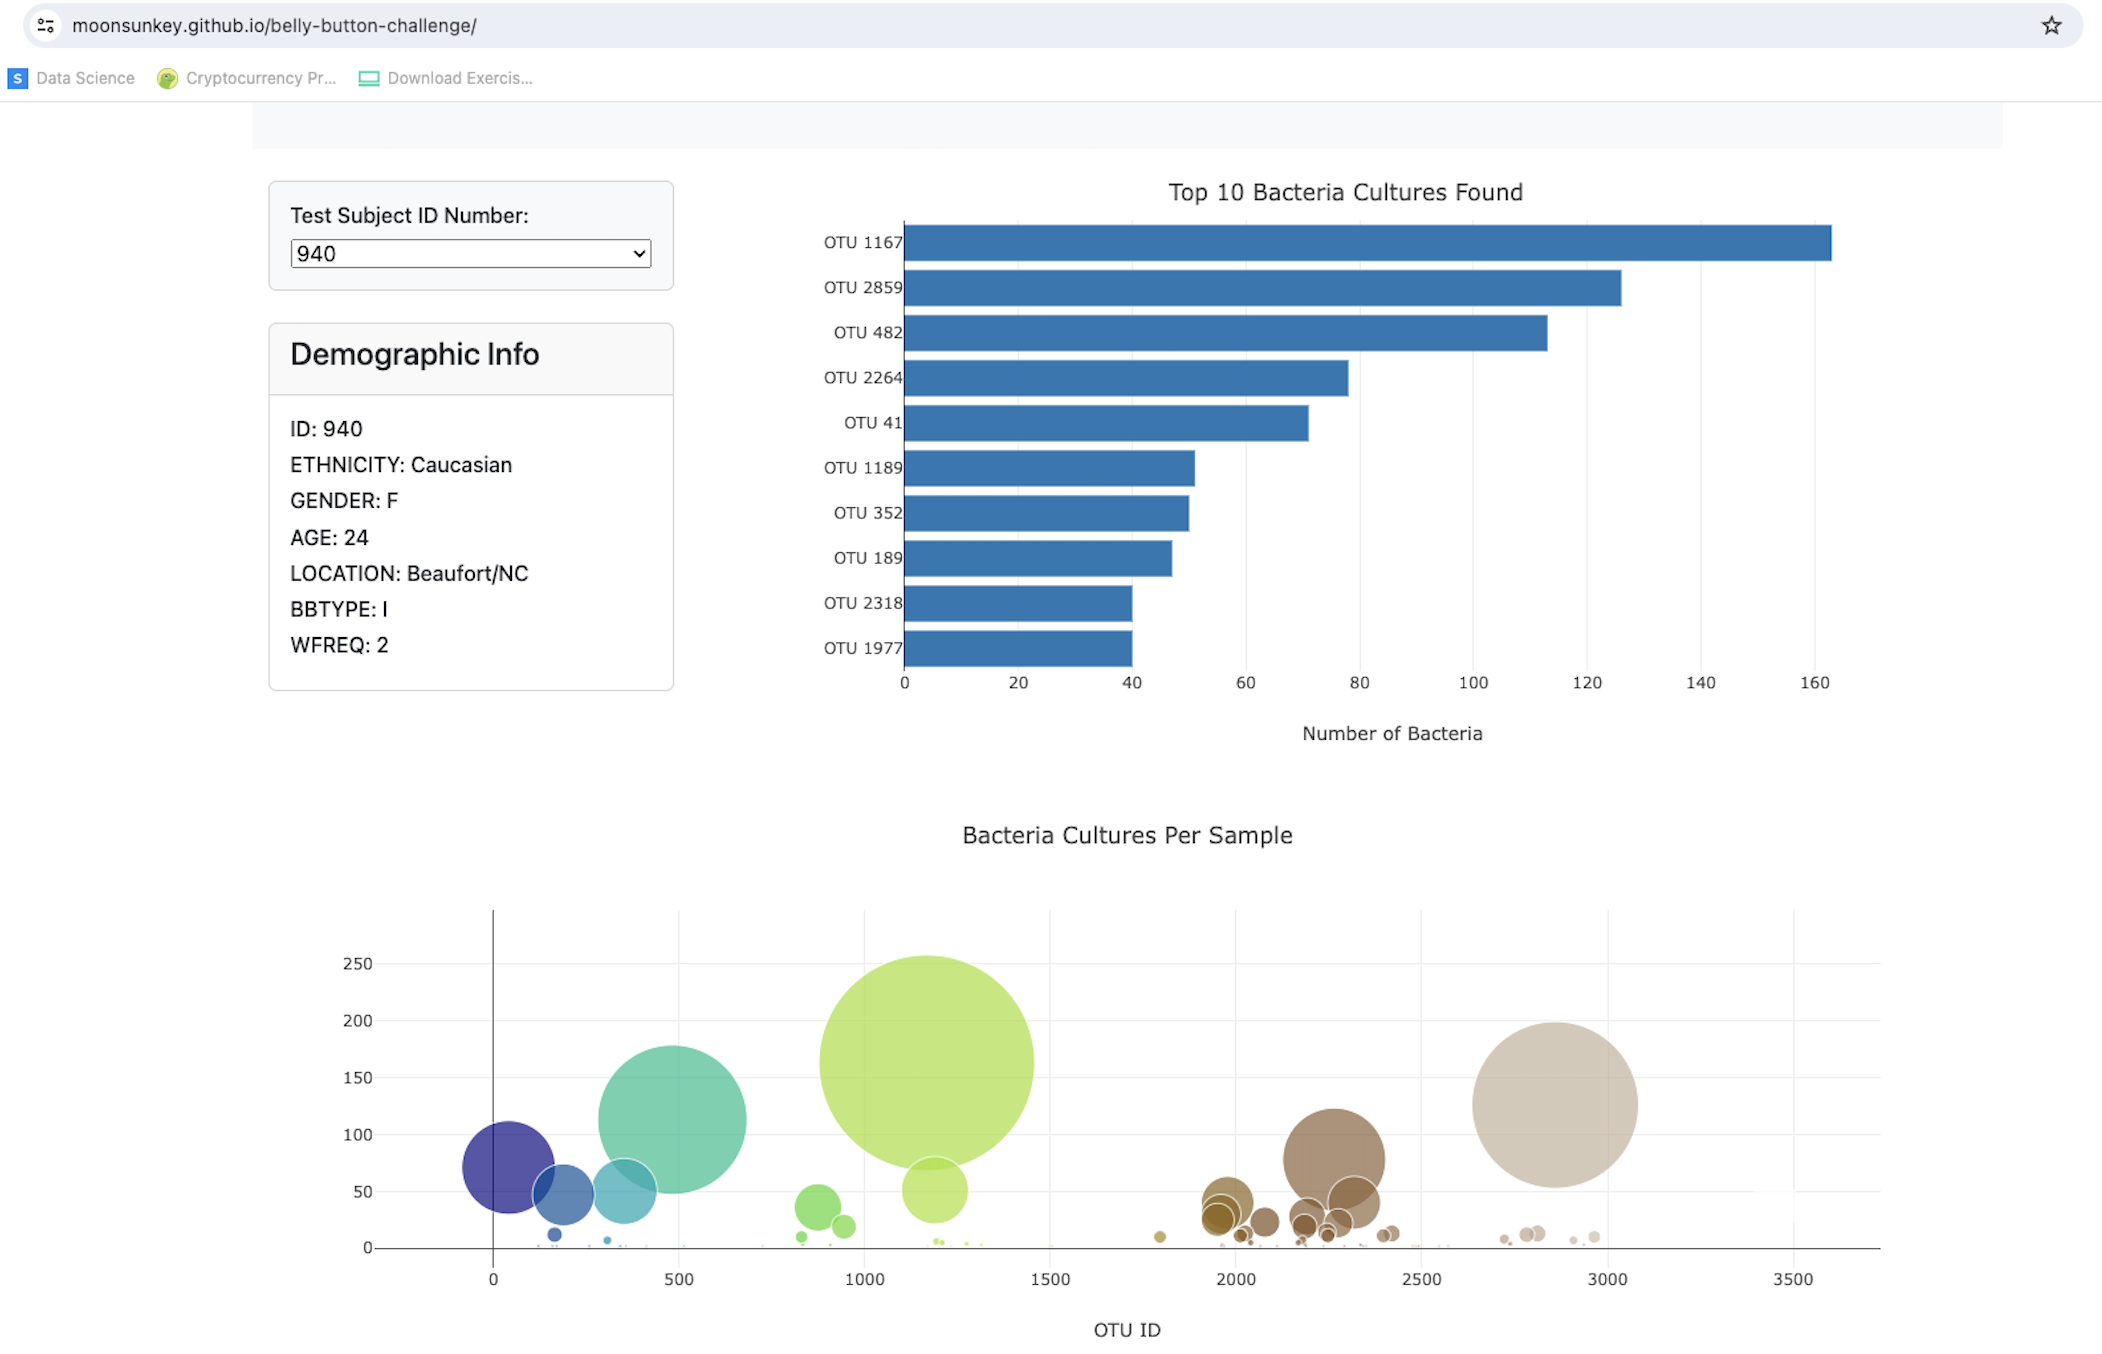 moonsunkey.github.io/belly-button-challenge/
S Data Science Cryptocurrency Pr... Download Exercis...
Test Subject ID Number:
940
Demographic Info
ID: 940
ETHNICITY: Caucasian
GENDER: F
AGE: 24
LOCATION: Beaufort/NC
BBTYPE: I
WFREQ: 2
Top 10 Bacteria Cultures Found
OTU 1167
OTU 2859
OTU 482
OTU 2264
OTU 41
OTU 1189
OTU 352
OTU 189
OTU 2318
OTU 1977
0 20 40 60 80 100 120 140 160
Number of Bacteria
Bacteria Cultures Per Sample
250
200
150
100
50
0
0 500 1000 1500 2000 2500 3000 3500
OTU ID